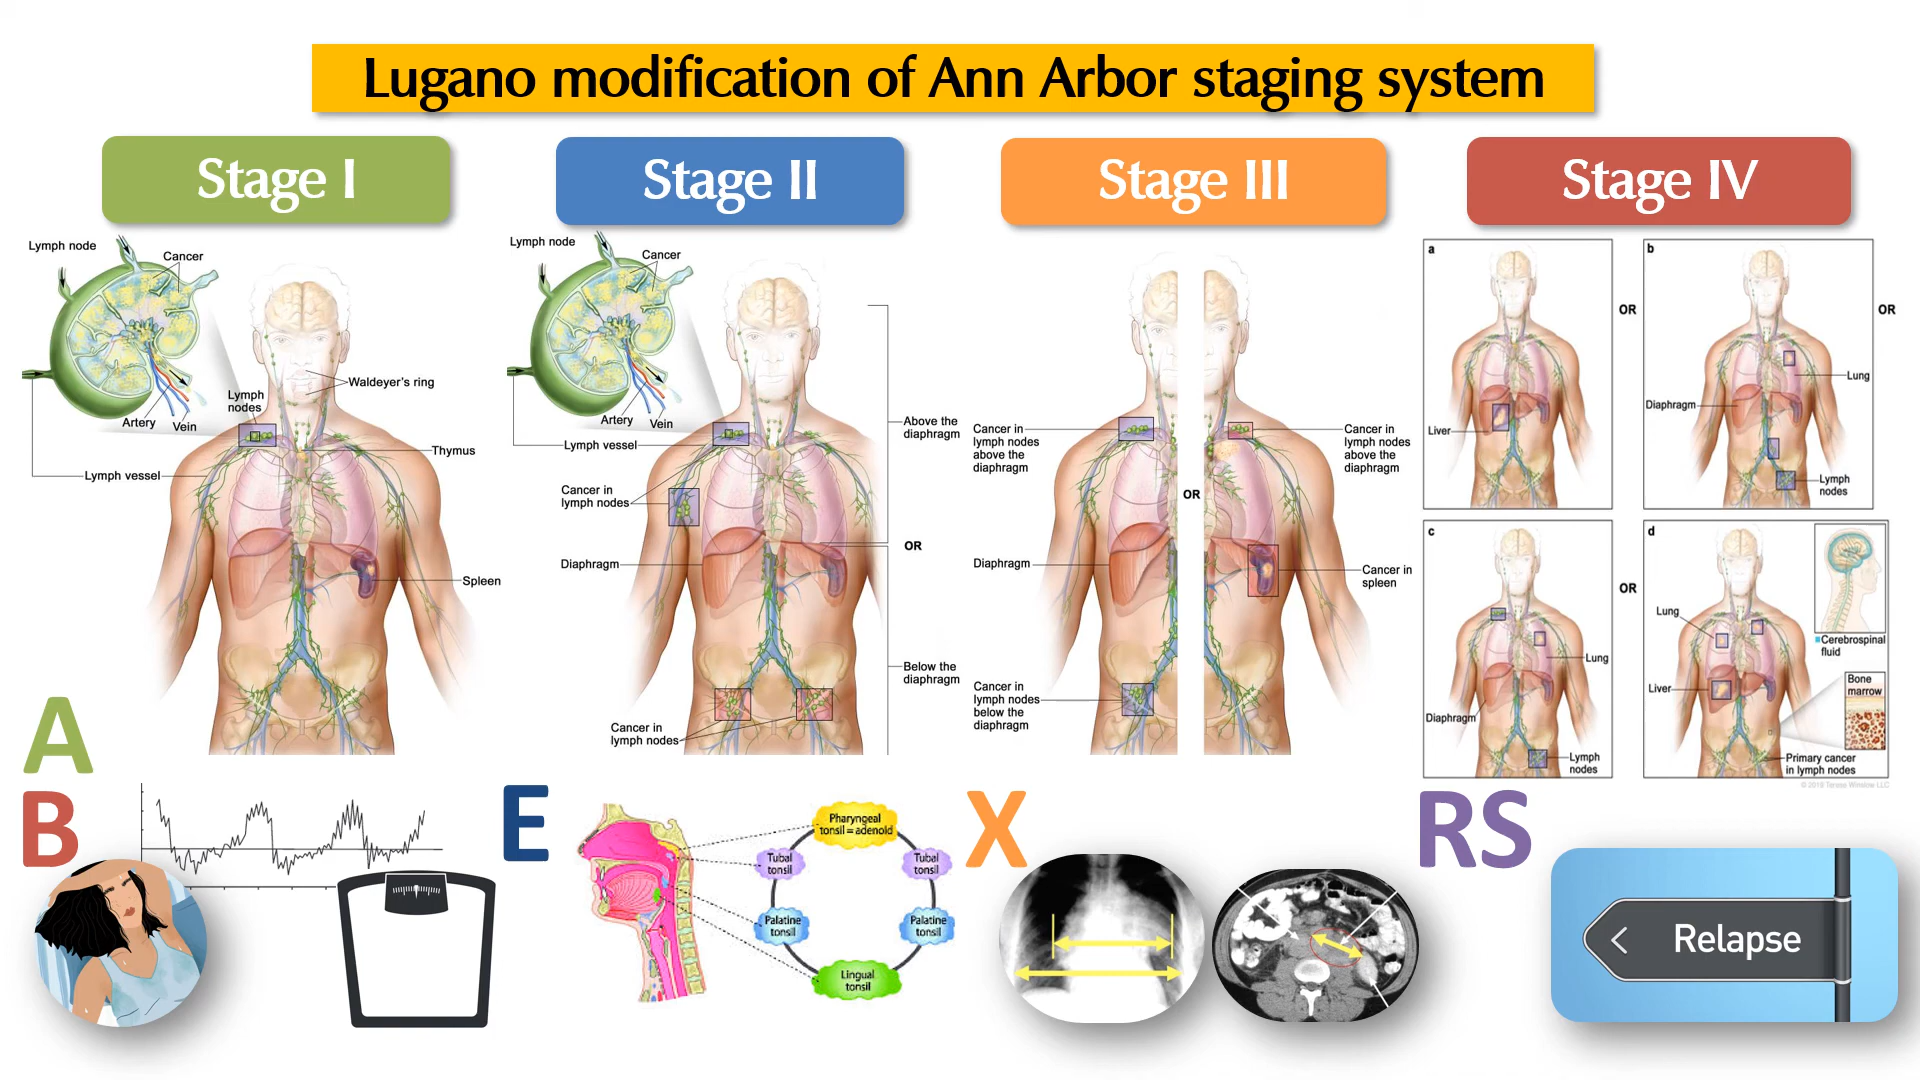 Lugano modification of Ann Arbor staging system
Stage I
Stage II
Stage III
Stage IV
Lymph node
Cancer
Waldeyer's ring
Lymph
nodes
Artery
Vein
Thymus
Lymph vessel
Spleen
Lymph node
Cancer
Artery
Vein
Lymph vessel
Cancer in
lymph nodes
Diaphragm
Cancer in
lymph nodes
Above the
diaphragm
OR
Below the
diaphragm
Cancer in
lymph nodes
above the
diaphragm
OR
Cancer in
lymph nodes
above the
diaphragm
Diaphragm
Cancer in
spleen
Cancer in
lymph nodes
below the
diaphragm
a
Liver
OR
b
Lung
Diaphragm
Lymph
nodes
OR
c
Lung
Diaphragm
Lymph
nodes
OR
d
Lung
Cerebrospinal
fluid
Liver
Bone
marrow
Primary cancer
in lymph nodes
© 2018 Terese Winslow LLC
A
B
E
Pharyngeal
tonsil = adenoid
Tubal
tonsil
Tubal
tonsil
Palatine
tonsil
Palatine
tonsil
Lingual
tonsil
X
RS
Relapse